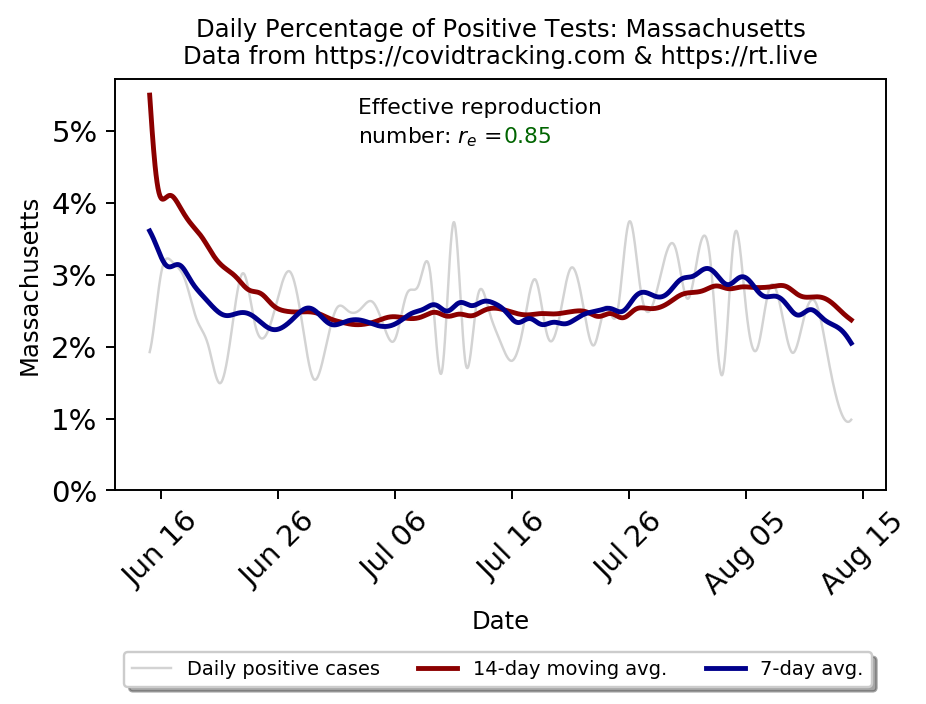 Daily Percentage of Positive Tests: Massachusetts
Data from https://covidtracking.com & https://rt.live
Effective reproduction
number: rₑ =0.85
5%
4%
3%
2%
1%
0%
Massachusetts
Jun 16
Jun 26
Jul 06
Jul 16
Jul 26
Aug 05
Aug 15
Date
Daily positive cases
14-day moving avg.
7-day avg.